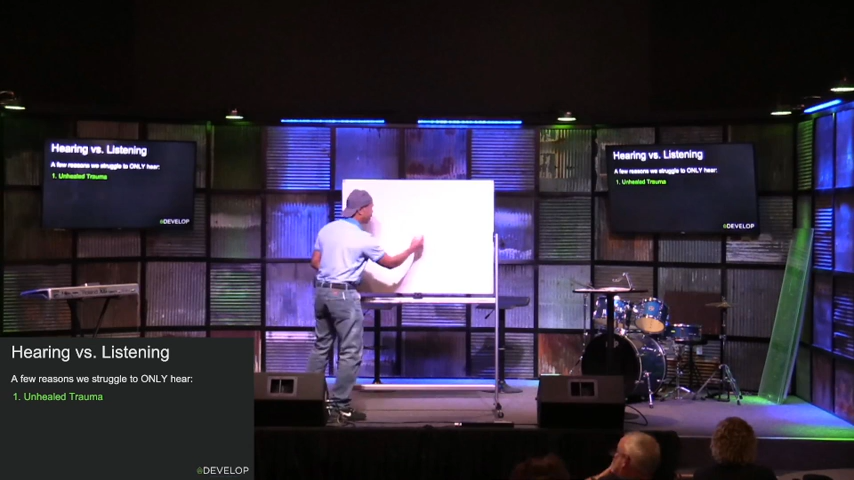 Hearing vs. Listening
A few reasons we struggle to ONLY hear:
1. Unhealed Trauma
DEVELOP
Hearing vs. Listening
A few reasons we struggle to ONLY hear:
1. Unhealed Trauma
DEVELOP
Hearing vs. Listening
A few reasons we struggle to ONLY hear:
1. Unhealed Trauma
DEVELOP